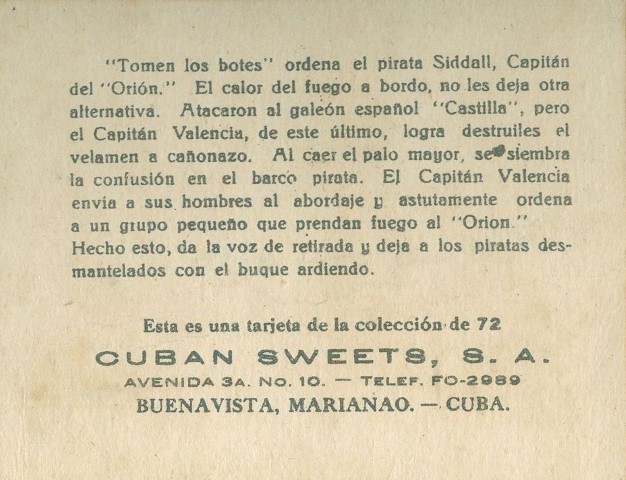 "Tomen los botes" ordena el pirata Siddall, Capitán
del "Orión." El calor del fuego a bordo, no les deja otra
alternativa. Atacaron al galeón español "Castilla", pero
el Capitán Valencia, de este último, logra destruiles el
velamen a cañonazo. Al caer el palo mayor, se siembra
la confusión en el barco pirata. El Capitán Valencia
envia a sus hombres al abordaje y astutamente ordena
a un grupo pequeño que prendan fuego al "Orion."
Hecho esto, da la voz de retirada y deja a los piratas des-
mantelados con el buque ardiendo.
Esta es una tarjeta de la colección de 72
CUBAN SWEETS, S. A.
AVENIDA 3A. NO. 10. — TELEF. FO-2989
BUENAVISTA, MARIANAO. — CUBA.